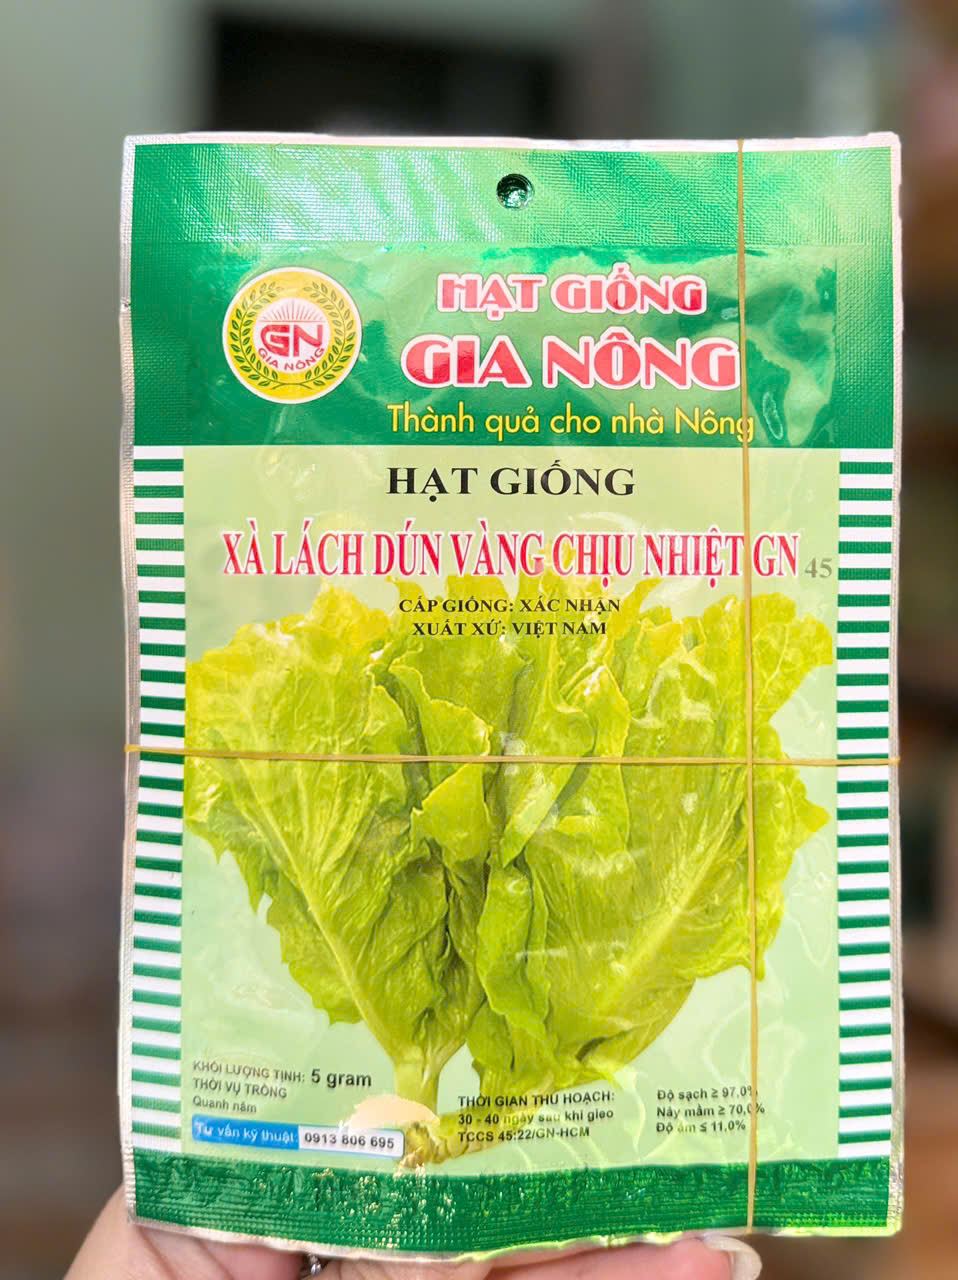 GN
GIA NÔNG
HẠT GIỐNG
GIA NÔNG
Thành quả cho nhà Nông
HẠT GIỐNG
XÀ LÁCH DÚN VÀNG CHỊU NHIỆT GN 45
CẤP GIỐNG: XÁC NHẬN
XUẤT XỨ: VIỆT NAM
KHỐI LƯỢNG TỊNH: 5 gram
THỜI VỤ TRỒNG
Quanh năm
Tư vấn kỹ thuật: 0913 806 695
THỜI GIAN THU HOẠCH:
30 - 40 ngày sau khi gieo
TCCS 45:22/GN-HCM
Độ sạch ≥ 97,0%
Nảy mầm ≥ 70,0%
Độ ẩm ≤ 11,0%